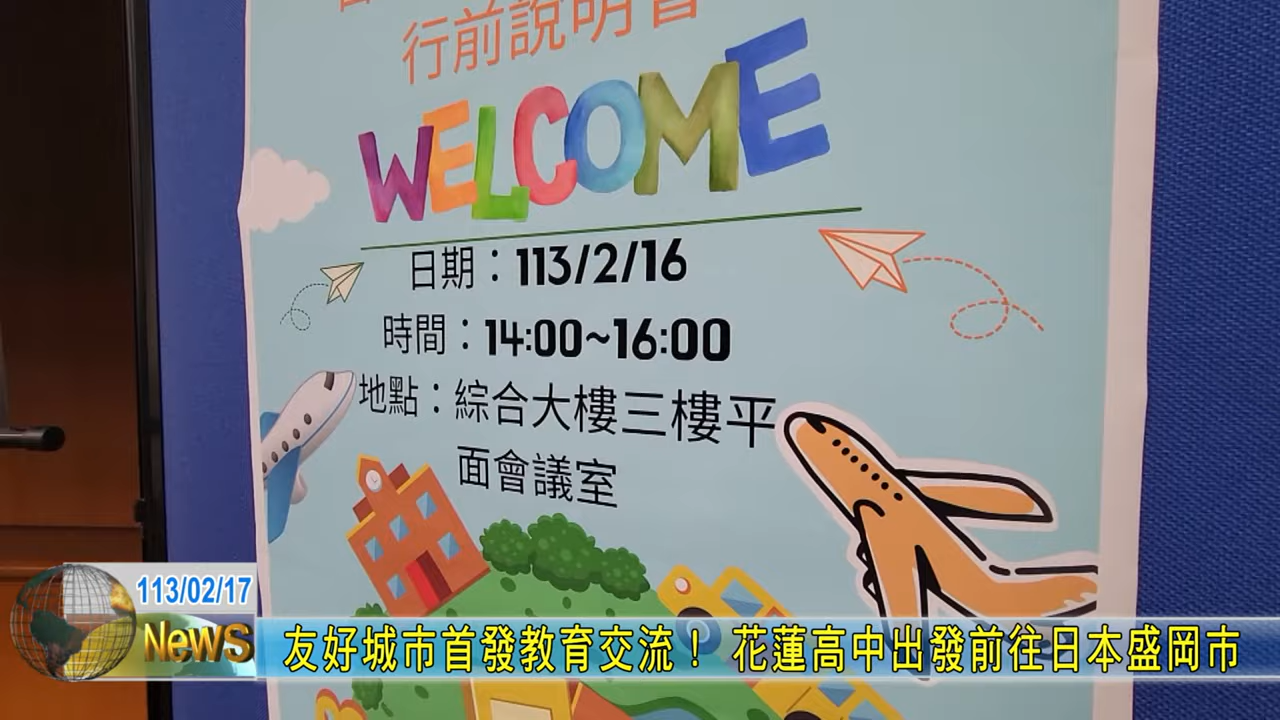 行前說明會
WELCOME
日期：113/2/16
時間：14:00~16:00
地點：綜合大樓三樓平
面會議室
113/02/17
NewS
友好城市首發教育交流！ 花蓮高中出發前往日本盛岡市